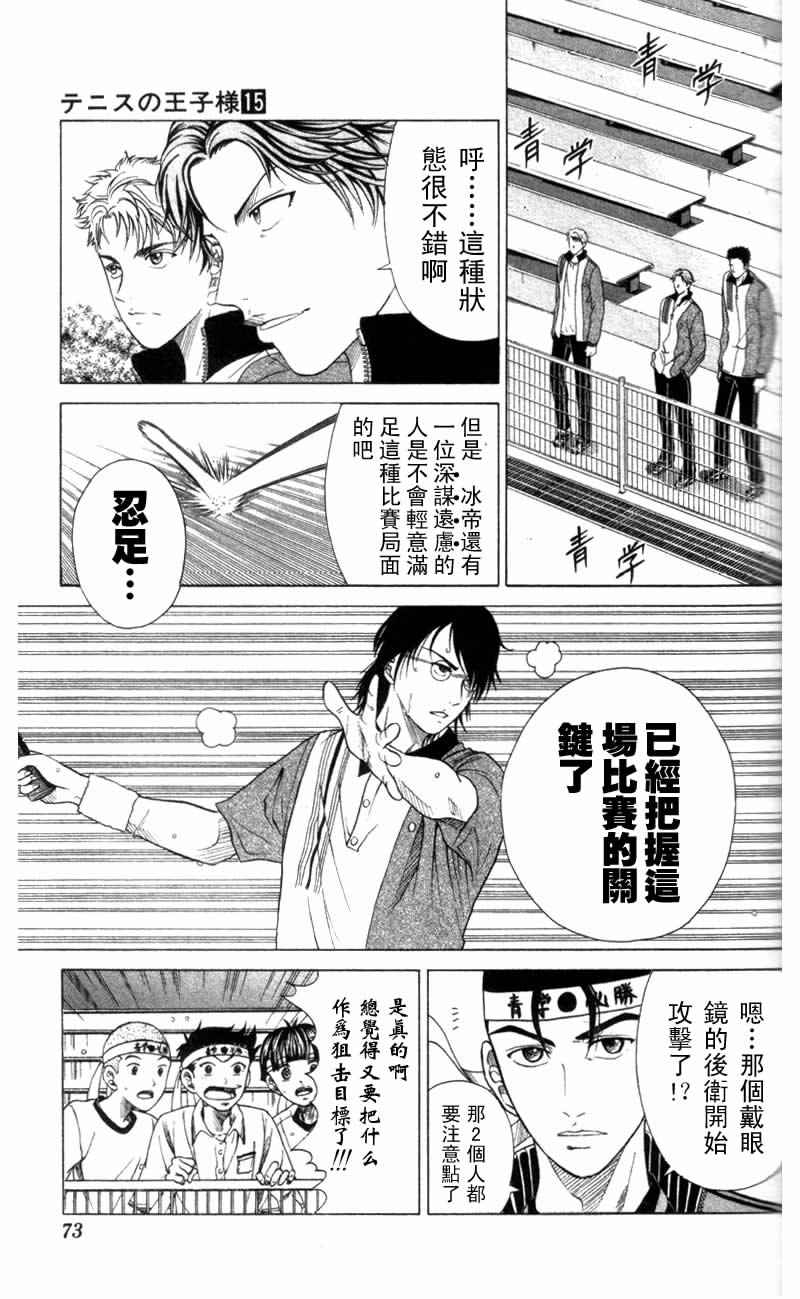 テニスの王子様15
青学
青学
青学
呼……這種狀
態很不錯啊
但是 冰帝還有
一位深謀遠慮的
人是不會輕意滿
足這種比賽局面
的吧
忍足…
已經把握這
場比賽的關
鍵了
嗯…那個戴眼
鏡的後衛開始
攻擊了!?
青学●必勝
那2個人都
要注意點了
是真的啊
總覺得又要把什么
作爲狙击目標了!!!
73